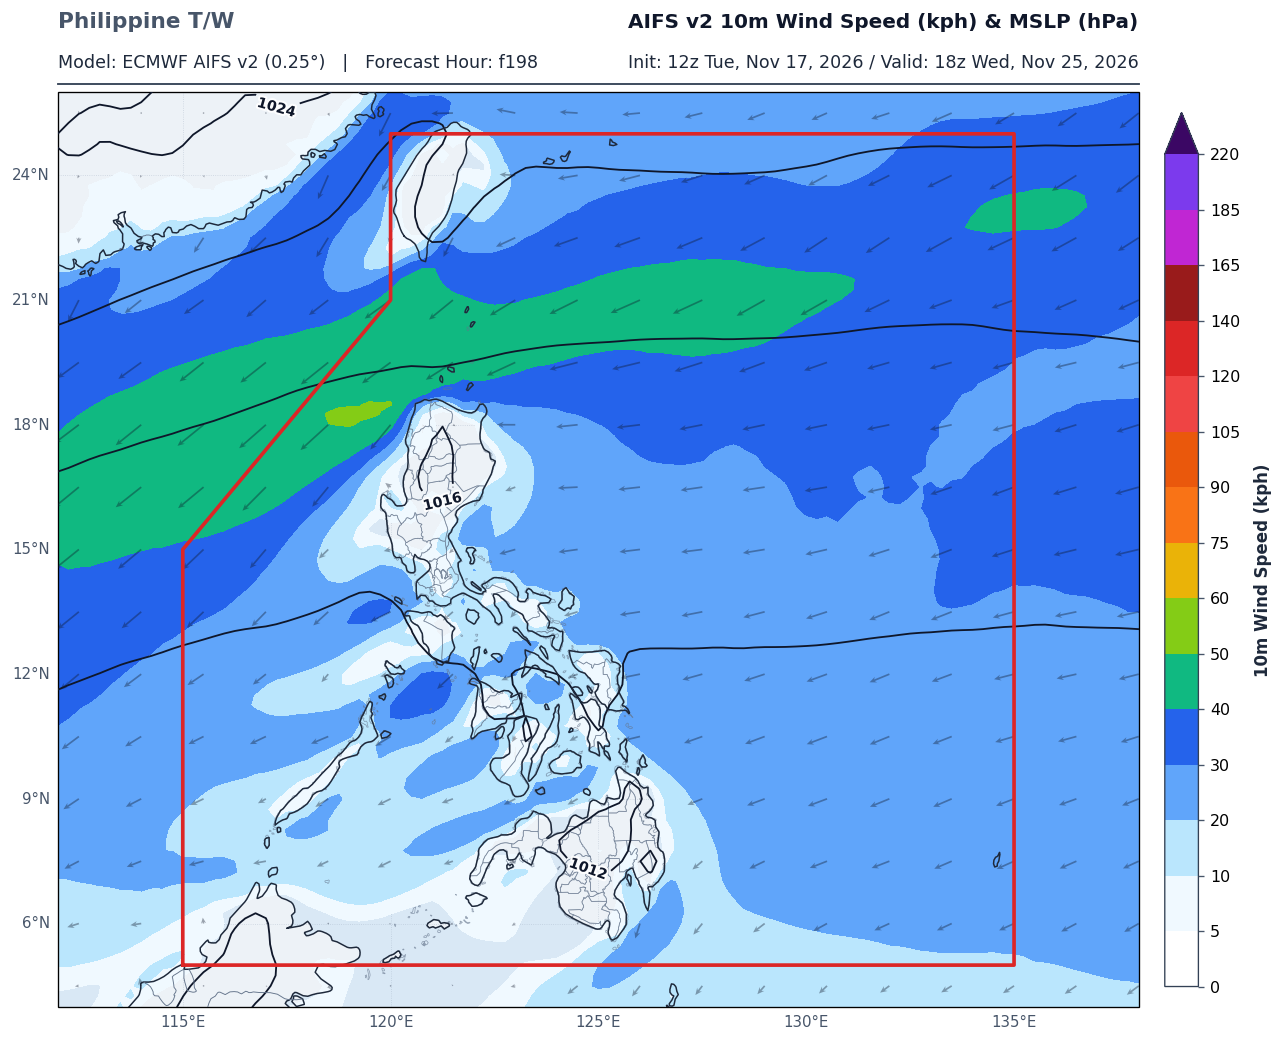 Philippine T/W
AIFS v2 10m Wind Speed (kph) & MSLP (hPa)
Model: ECMWF AIFS v2 (0.25°) | Forecast Hour: f198
Init: 12z Tue, Nov 17, 2026 / Valid: 18z Wed, Nov 25, 2026
1024
1016
1012
24°N
21°N
18°N
15°N
12°N
9°N
6°N
115°E
120°E
125°E
130°E
135°E
220
185
165
140
120
105
90
75
60
50
40
30
20
10
5
0
10m Wind Speed (kph)